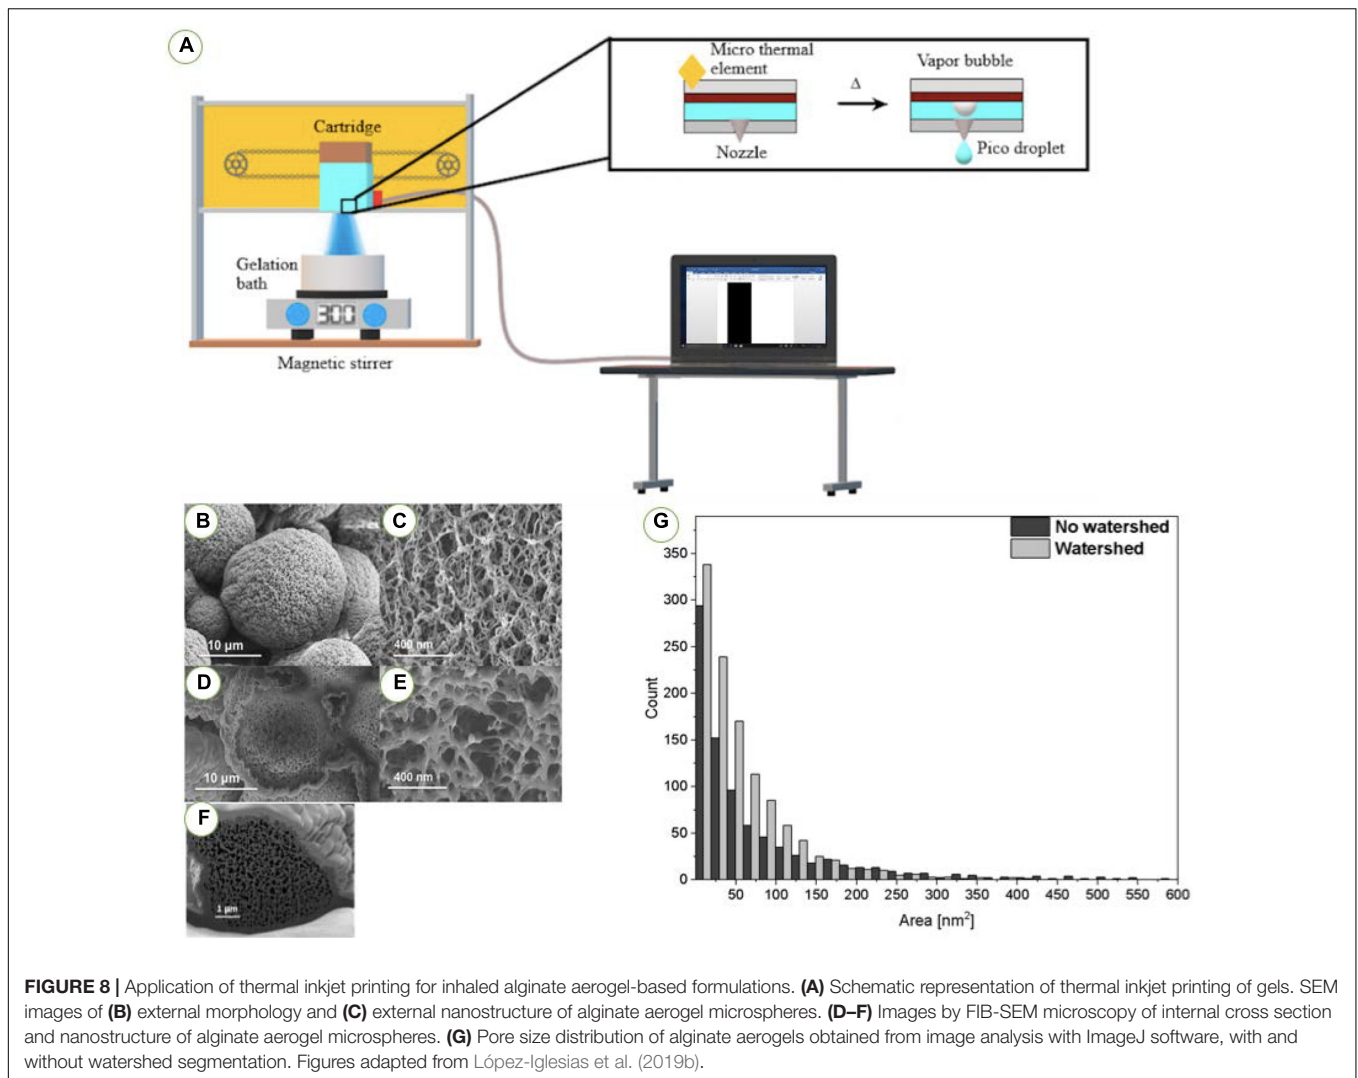 A
Micro thermal
element
Δ
Vapor bubble
Nozzle
Pico droplet
Cartridge
Gelation
bath
300
Magnetic stirrer
B
10 µm
C
400 nm
D
10 µm
E
400 nm
F
1 µm
G
No watershed
Watershed
350
300
250
200
150
100
50
0
Count
50 100 150 200 250 300 350 400 450 500 550 600
Area [nm²]
FIGURE 8 | Application of thermal inkjet printing for inhaled alginate aerogel-based formulations. (A) Schematic representation of thermal inkjet printing of gels. SEM
images of (B) external morphology and (C) external nanostructure of alginate aerogel microspheres. (D–F) Images by FIB-SEM microscopy of internal cross section
and nanostructure of alginate aerogel microspheres. (G) Pore size distribution of alginate aerogels obtained from image analysis with ImageJ software, with and
without watershed segmentation. Figures adapted from López-Iglesias et al. (2019b).